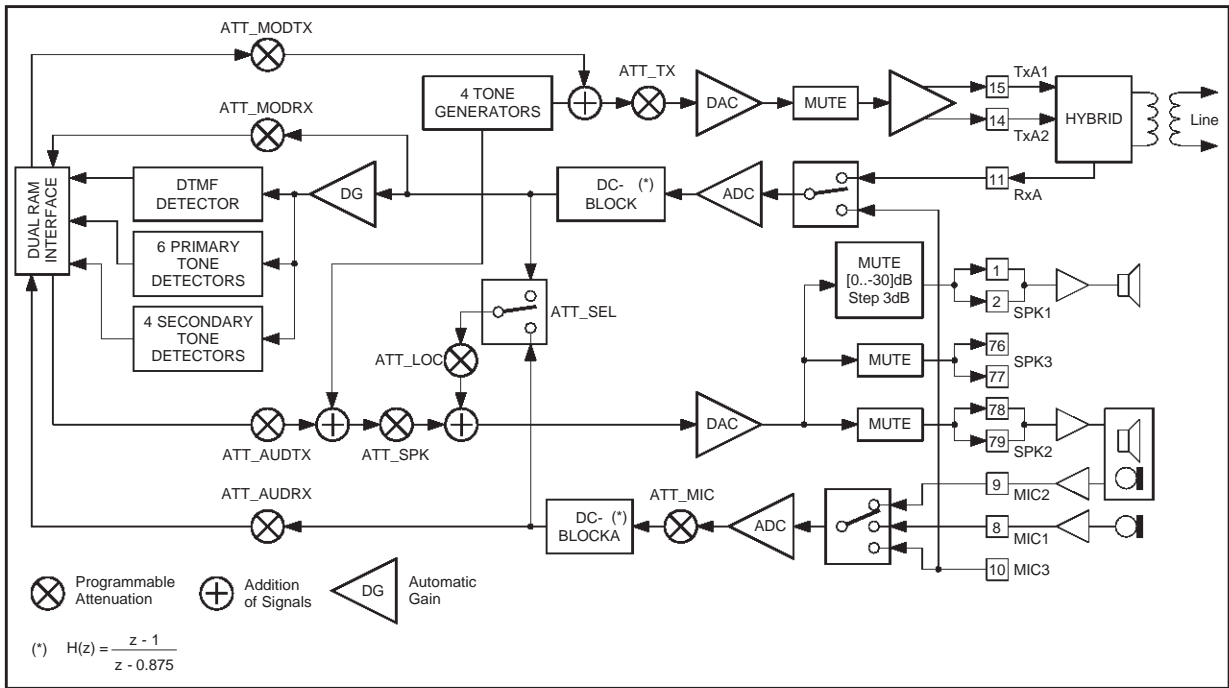 ATT_MODTX
ATT_MODRX
4 TONE
GENERATORS
ATT_TX
DAC
MUTE
15
TxA1
14
TxA2
HYBRID
Line
DUAL RAM
INTERFACE
DTMF
DETECTOR
DG
DC- (*)
BLOCK
ADC
11
RxA
6 PRIMARY
TONE
DETECTORS
4 SECONDARY
TONE
DETECTORS
ATT_SEL
ATT_LOC
MUTE
[0..-30]dB
Step 3dB
1
2
SPK1
MUTE
76
SPK3
77
ATT_AUDTX
ATT_SPK
DAC
MUTE
78
79
SPK2
ATT_AUDRX
DC- (*)
BLOCKA
ATT_MIC
ADC
9
MIC2
8
MIC1
10
MIC3
Programmable
Attenuation
Addition
of Signals
DG
Automatic
Gain
(*) H(z) = z - 1
z - 0.875